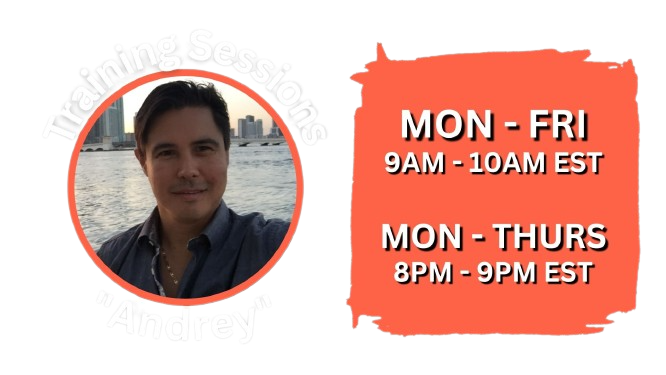 Training Sessions
"Andrey"
MON - FRI
9AM - 10AM EST
MON - THURS
8PM - 9PM EST